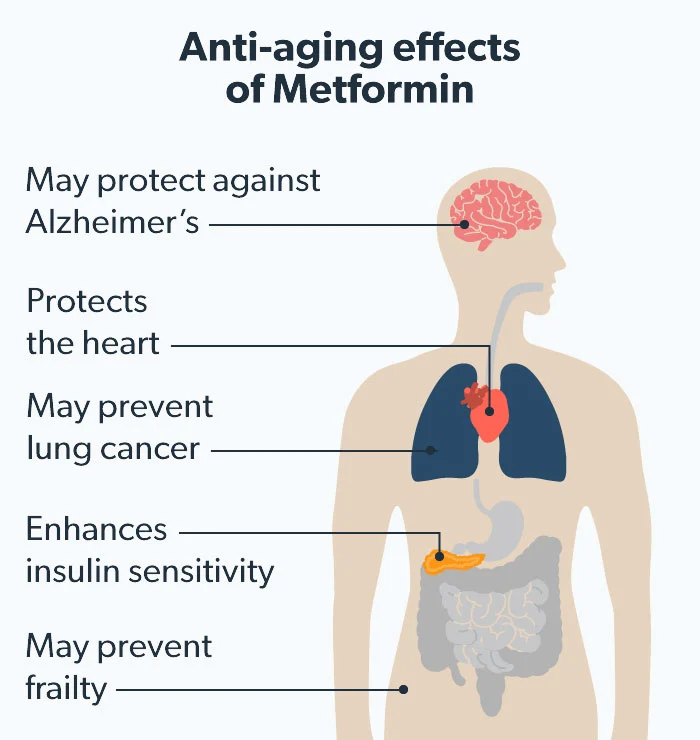 Anti-aging effects
of Metformin
May protect against
Alzheimer’s
Protects
the heart
May prevent
lung cancer
Enhances
insulin sensitivity
May prevent
frailty